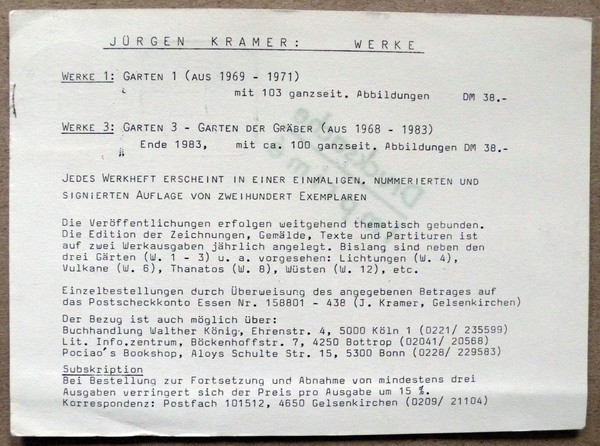 JÜRGEN KRAMER: WERKE
WERKE 1: GARTEN 1 (AUS 1969 - 1971)
mit 103 ganzseit. Abbildungen DM 38.-
WERKE 3: GARTEN 3 - GARTEN DER GRÄBER (AUS 1968 - 1983)
Ende 1983, mit ca. 100 ganzseit. Abbildungen DM 38.-
JEDES WERKHEFT ERSCHEINT IN EINER EINMALIGEN, NUMMERIERTEN UND
SIGNIERTEN AUFLAGE VON ZWEIHUNDERT EXEMPLAREN
Die Veröffentlichungen erfolgen weitgehend thematisch gebunden.
Die Edition der Zeichnungen, Gemälde, Texte und Partituren ist
auf zwei Werkausgaben jährlich angelegt. Bislang sind neben den
drei Gärten (W. 1 - 3) u. a. vorgesehen: Lichtungen (W. 4),
Vulkane (W. 6), Thanatos (W. 8), Wüsten (W. 12), etc.
Einzelbestellungen durch Überweisung des angegebenen Betrages auf
das Postscheckkonto Essen Nr. 158801 - 438 (J. Kramer, Gelsenkirchen)
Der Bezug ist auch möglich über:
Buchhandlung Walther König, Ehrenstr. 4, 5000 Köln 1 (0221/ 235599)
Lit. Info.zentrum, Böckenhoffstr. 7, 4250 Bottrop (02041/ 20568)
Pociao's Bookshop, Aloys Schulte Str. 15, 5300 Bonn (0228/ 229583)
Subskription
Bei Bestellung zur Fortsetzung und Abnahme von mindestens drei
Ausgaben verringert sich der Preis pro Ausgabe um 15 %.
Korrespondenz: Postfach 101512, 4650 Gelsenkirchen (0209/ 21104)